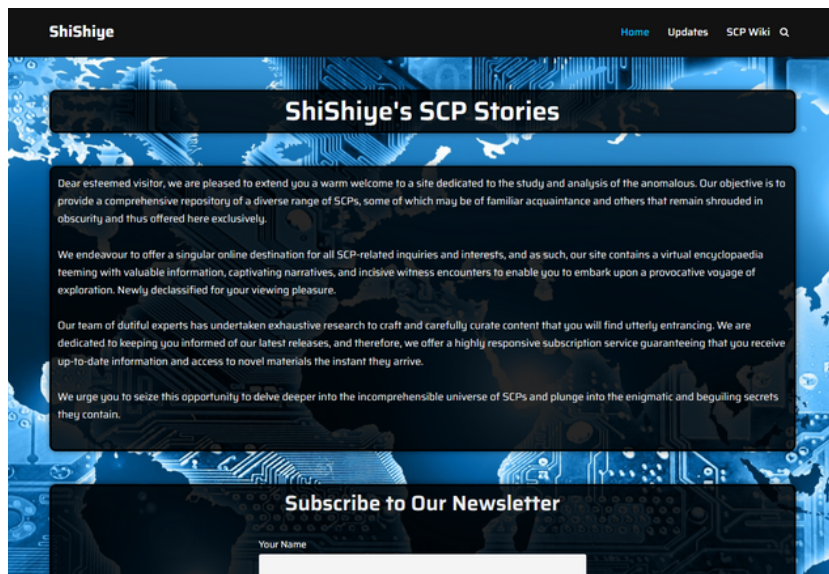 ShiShiye
Home Updates SCP Wiki
ShiShiye's SCP Stories
Dear esteemed visitor, we are pleased to extend you a warm welcome to a site dedicated to the study and analysis of the anomalous. Our objective is to
provide a comprehensive repository of a diverse range of SCPs, some of which may be of familiar acquaintance and others that remain shrouded in
obscurity and thus offered here exclusively.
We endeavour to offer a singular online destination for all SCP-related inquiries and interests, and as such, our site contains a virtual encyclopaedia
teeming with valuable information, captivating narratives, and incisive witness encounters to enable you to embark upon a provocative voyage of
exploration. Newly declassified for your viewing pleasure.
Our team of dutiful experts has undertaken exhaustive research to craft and carefully curate content that you will find utterly entrancing. We are
dedicated to keeping you informed of our latest releases, and therefore, we offer a highly responsive subscription service guaranteeing that you receive
up-to-date information and access to novel materials the instant they arrive.
We urge you to seize this opportunity to delve deeper into the incomprehensible universe of SCPs and plunge into the enigmatic and beguiling secrets
they contain.
Subscribe to Our Newsletter
Your Name